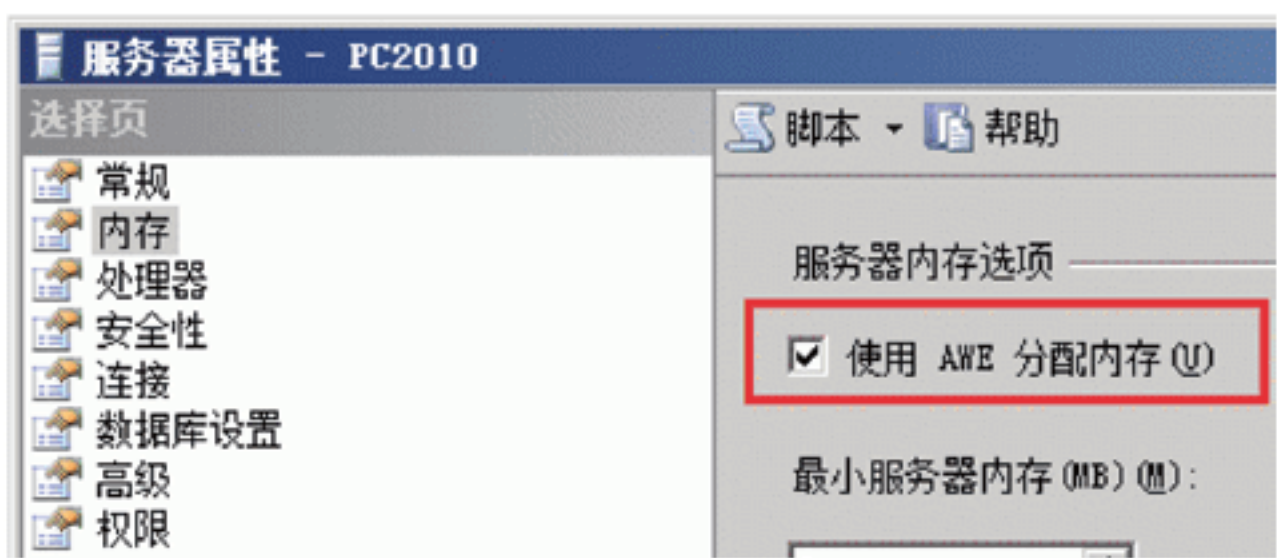 服务器属性 - PC2010
选择页
常规
内存
处理器
安全性
连接
数据库设置
高级
权限
脚本
帮助
服务器内存选项
使用 AWE 分配内存(U)
最小服务器内存(MB)(M):